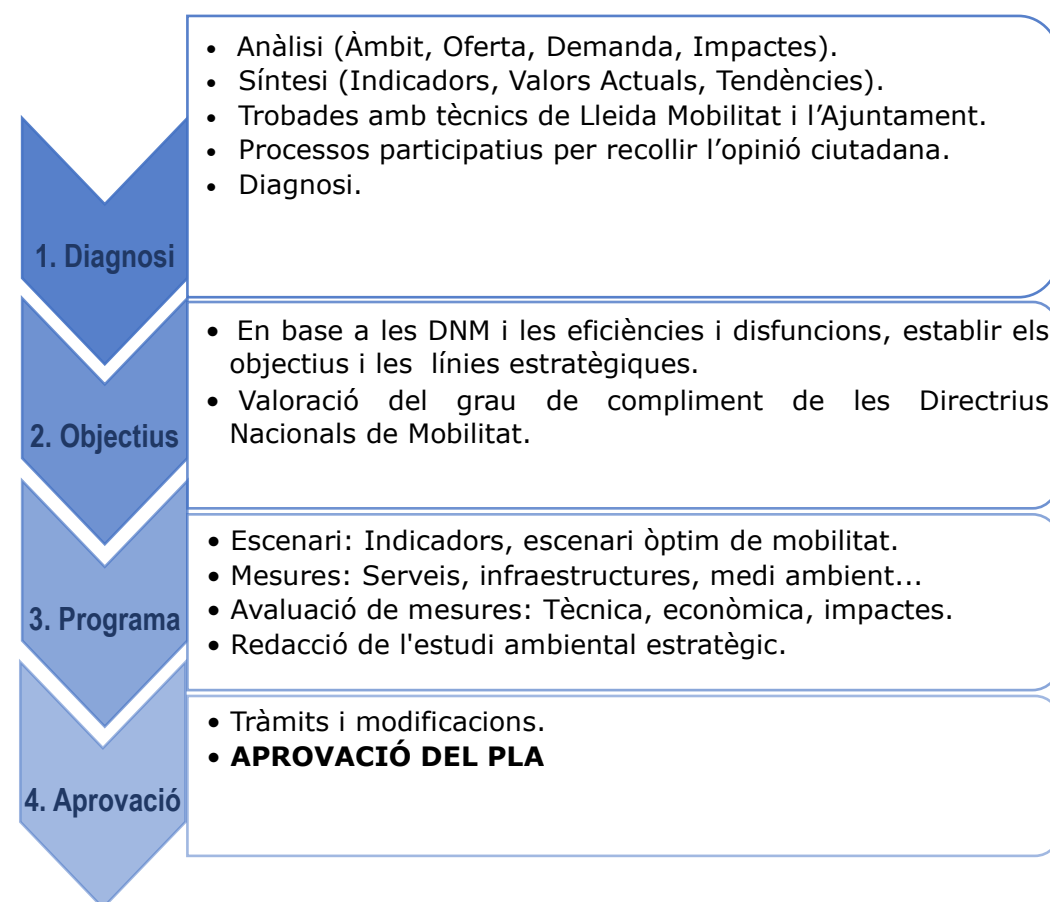 1. Diagnosi
• Anàlisi (Àmbit, Oferta, Demanda, Impactes).
• Síntesi (Indicadors, Valors Actuals, Tendències).
• Trobades amb tècnics de Lleida Mobilitat i l’Ajuntament.
• Processos participatius per recollir l’opinió ciutadana.
• Diagnosi.
2. Objectius
• En base a les DNM i les eficiències i disfuncions, establir els
objectius i les línies estratègiques.
• Valoració del grau de compliment de les Directrius
Nacionals de Mobilitat.
3. Programa
• Escenari: Indicadors, escenari òptim de mobilitat.
• Mesures: Serveis, infraestructures, medi ambient...
• Avaluació de mesures: Tècnica, econòmica, impactes.
• Redacció de l'estudi ambiental estratègic.
4. Aprovació
• Tràmits i modificacions.
• APROVACIÓ DEL PLA